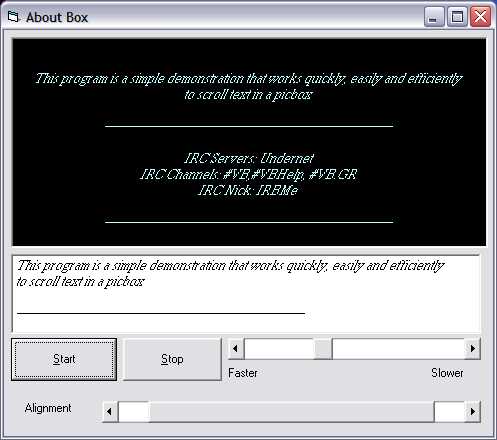 About Box
This program is a simple demonstration that works quickly, easily and efficiently
to scroll text in a picbox
IRC Servers: Undernet
IRC Channels: #VB,#VBHelp, #VB.GR
IRC Nick: IRBMe
This program is a simple demonstration that works quickly, easily and efficiently
to scroll text in a picbox
Start Stop
Faster Slower
Alignment